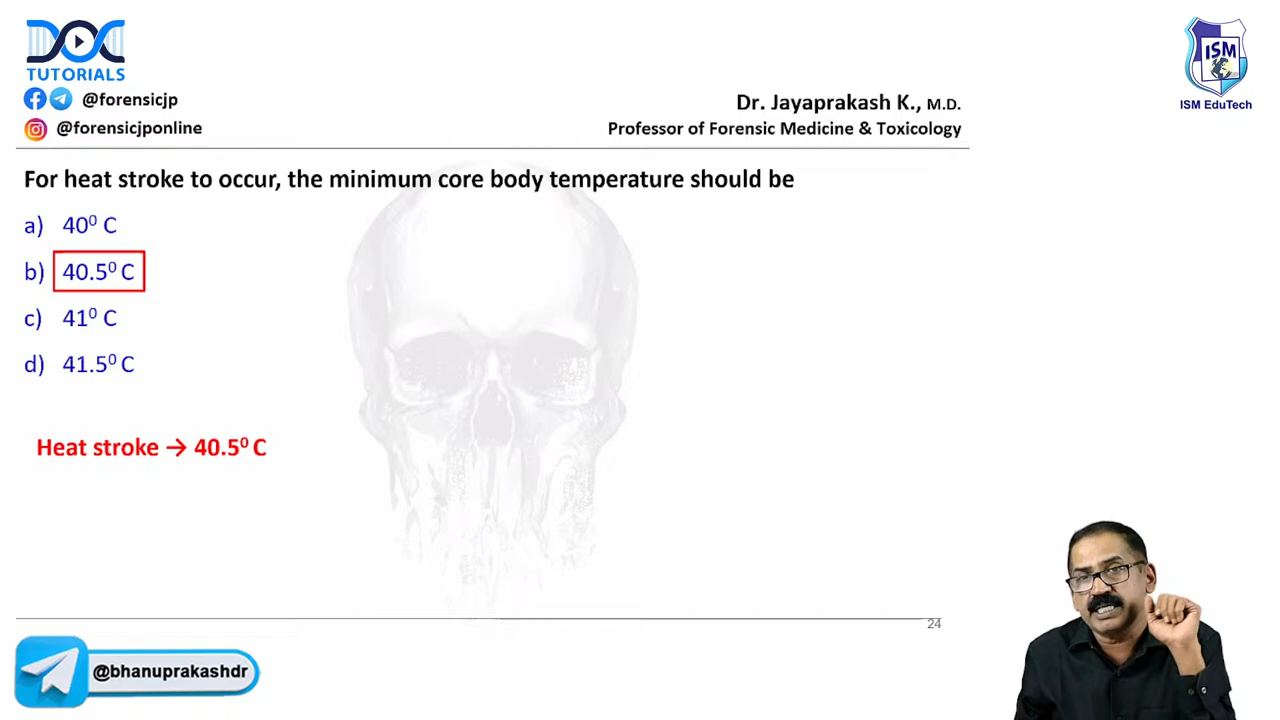 DOC
TUTORIALS
@forensicjp
@forensicjponline
ISM
ISM EduTech
Dr. Jayaprakash K., M.D.
Professor of Forensic Medicine & Toxicology
For heat stroke to occur, the minimum core body temperature should be
a) 40⁰ C
b) 40.5⁰ C
c) 41⁰ C
d) 41.5⁰ C
Heat stroke → 40.5⁰ C
24
@bhanuprakashdr